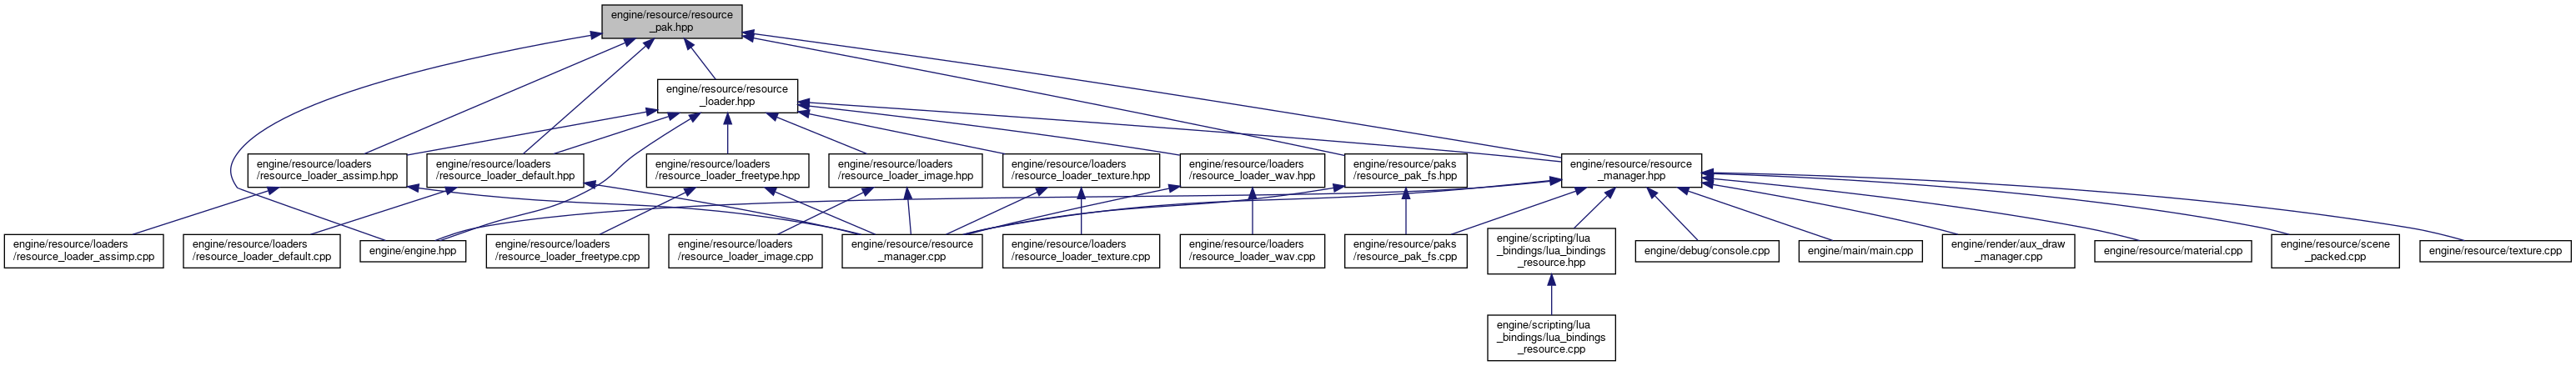 engine/resource/resource
_pak.hpp
engine/resource/resource
_loader.hpp
engine/resource/loaders
/resource_loader_assimp.hpp
engine/resource/loaders
/resource_loader_default.hpp
engine/resource/loaders
/resource_loader_freetype.hpp
engine/resource/loaders
/resource_loader_image.hpp
engine/resource/loaders
/resource_loader_texture.hpp
engine/resource/loaders
/resource_loader_wav.hpp
engine/resource/paks
/resource_pak_fs.hpp
engine/resource/resource
_manager.hpp
engine/resource/loaders
/resource_loader_assimp.cpp
engine/resource/loaders
/resource_loader_default.cpp
engine/engine.hpp
engine/resource/loaders
/resource_loader_freetype.cpp
engine/resource/loaders
/resource_loader_image.cpp
engine/resource/resource
_manager.cpp
engine/resource/loaders
/resource_loader_texture.cpp
engine/resource/loaders
/resource_loader_wav.cpp
engine/resource/paks
/resource_pak_fs.cpp
engine/scripting/lua
_bindings/lua_bindings
_resource.hpp
engine/debug/console.cpp
engine/main/main.cpp
engine/render/aux_draw
_manager.cpp
engine/resource/material.cpp
engine/resource/scene
_packed.cpp
engine/resource/texture.cpp
engine/scripting/lua
_bindings/lua_bindings
_resource.cpp